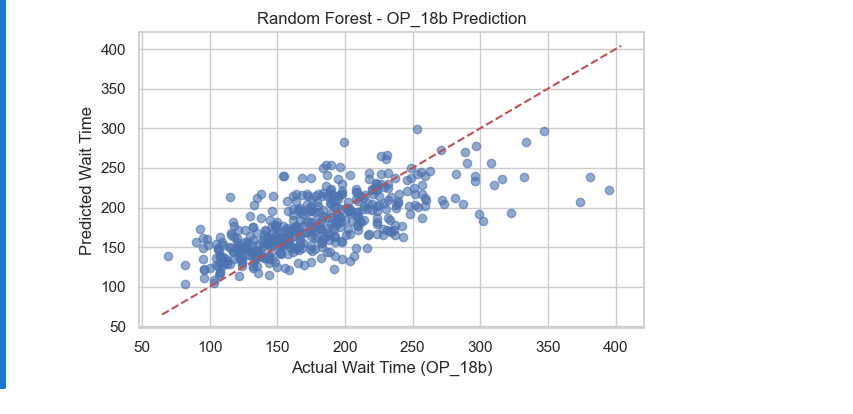 Random Forest - OP_18b Prediction
400
350
300
250
200
150
100
50
Predicted Wait Time
50 100 150 200 250 300 350 400
Actual Wait Time (OP_18b)